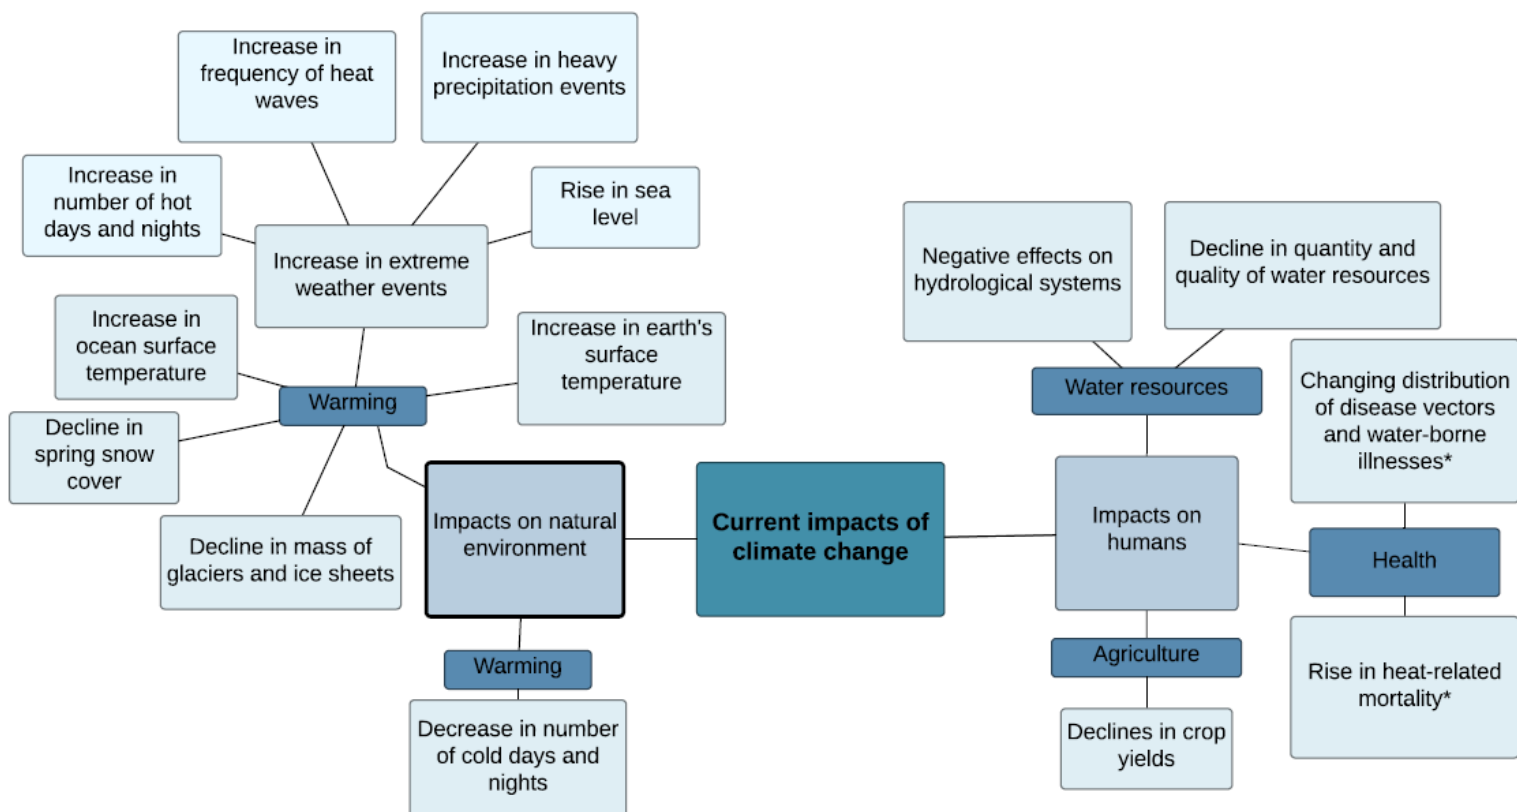 Increase in
frequency of heat
waves
Increase in heavy
precipitation events
Increase in
number of hot
days and nights
Rise in sea
level
Increase in extreme
weather events
Increase in
ocean surface
temperature
Increase in earth's
surface
temperature
Warming
Decline in
spring snow
cover
Decline in mass of
glaciers and ice sheets
Impacts on natural
environment
Warming
Decrease in number
of cold days and
nights
Current impacts of
climate change
Negative effects on
hydrological systems
Decline in quantity and
quality of water resources
Water resources
Changing distribution
of disease vectors
and water-borne
illnesses*
Impacts on
humans
Health
Agriculture
Rise in heat-related
mortality*
Declines in crop
yields